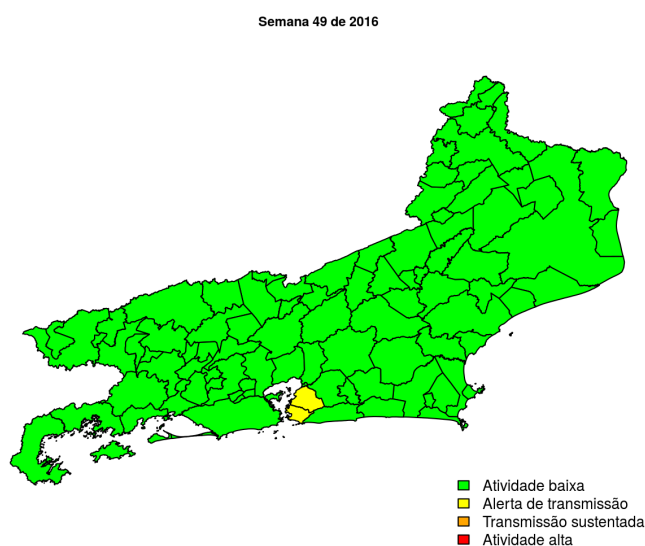 Semana 49 de 2016
Atividade baixa
Alerta de transmissão
Transmissão sustentada
Atividade alta